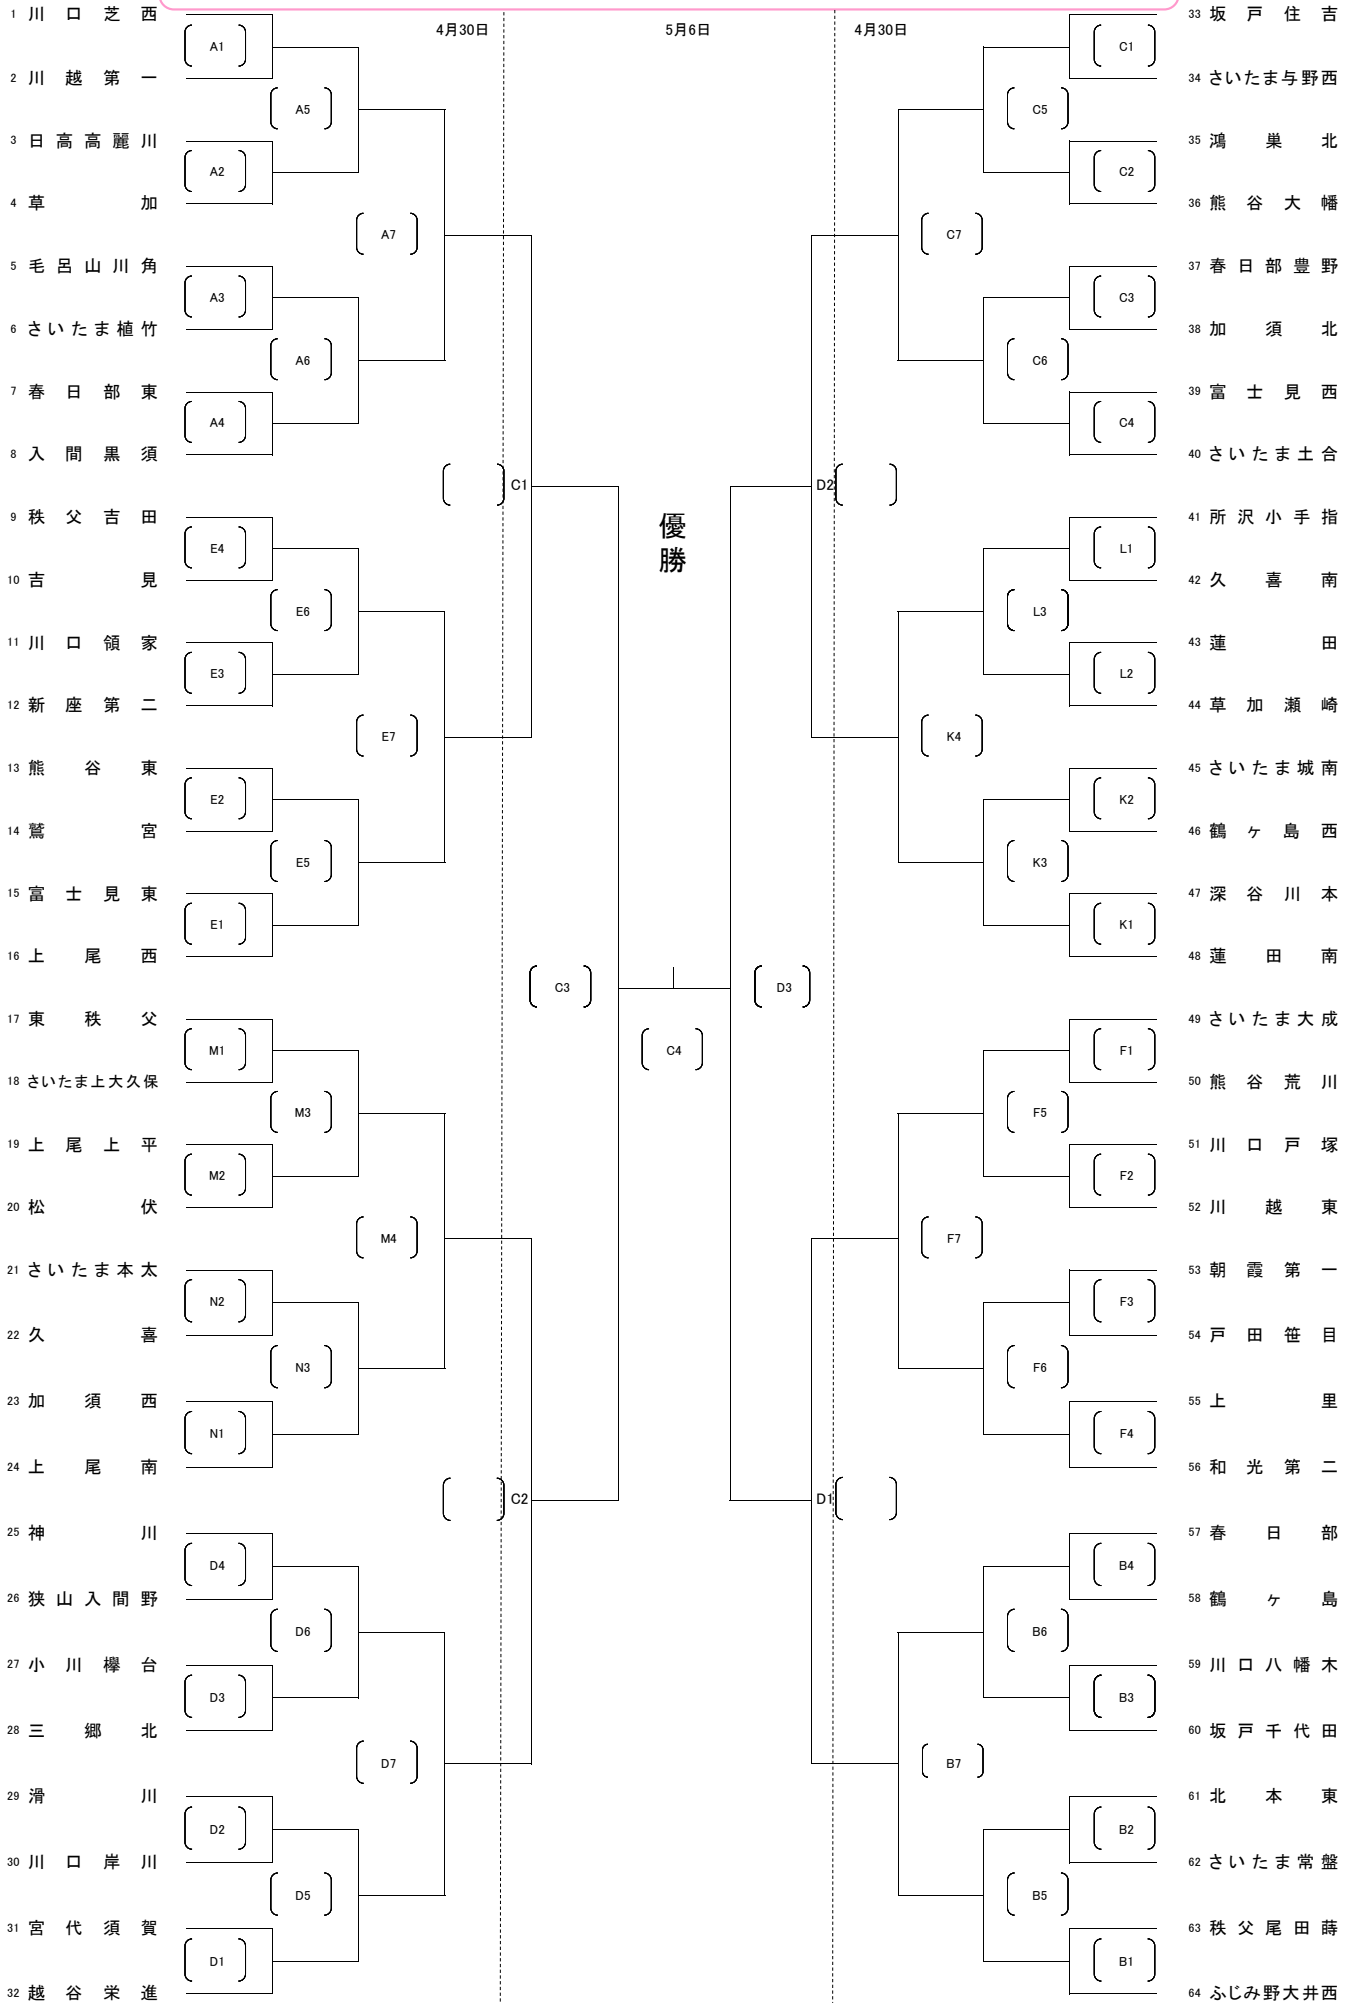 4月30日 5月6日 4月30日
1 川口芝西
A1
2 川越第一
A5
3 日高高麗川
A2
4 草加
A7
5 毛呂山川角
A3
6 さいたま植竹
A6
7 春日部東
A4
8 入間黒須
C1
9 秩父吉田
E4
10 吉見
E6
11 川口領家
E3
12 新座第二
E7
13 熊谷東
E2
14 鷲宮
E5
15 富士見東
E1
16 上尾西
C3
17 東秩父
M1
18 さいたま上大久保
M3
19 上尾上平
M2
20 松伏
M4
21 さいたま本太
N2
22 久喜
N3
23 加須西
N1
24 上尾南
C2
25 神川
D4
26 狭山入間野
D6
27 小川欅台
D3
28 三郷北
D7
29 滑川
D2
30 川口岸川
D5
31 宮代須賀
D1
32 越谷栄進
優勝
C4
33 坂戸住吉
C1
34 さいたま与野西
C5
35 鴻巣北
C2
36 熊谷大幡
C7
37 春日部豊野
C3
38 加須北
C6
39 富士見西
C4
40 さいたま土合
D2
41 所沢小手指
L1
42 久喜南
L3
43 蓮田
L2
44 草加瀬崎
K4
45 さいたま城南
K2
46 鶴ヶ島西
K3
47 深谷川本
K1
48 蓮田南
D3
49 さいたま大成
F1
50 熊谷荒川
F5
51 川口戸塚
F2
52 川越東
F7
53 朝霞第一
F3
54 戸田笹目
F6
55 上里
F4
56 和光第二
D1
57 春日部
B4
58 鶴ヶ島
B6
59 川口八幡木
B3
60 坂戸千代田
B7
61 北本東
B2
62 さいたま常盤
B5
63 秩父尾田蒔
B1
64 ふじみ野大井西